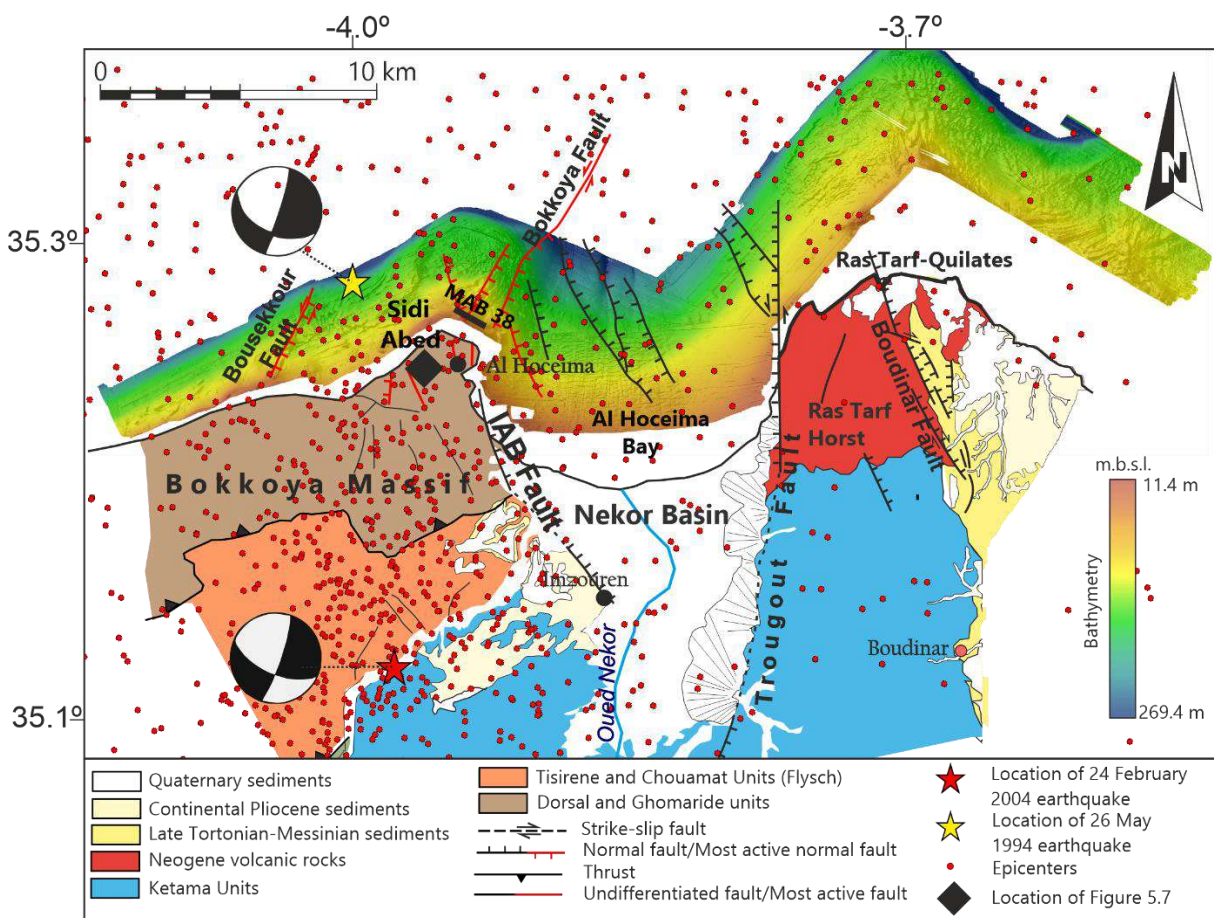 -4.0º
-3.7º
0
10 km
N
35.3º
35.1º
Bokkoya Fault
Bousekkour
Fault
MAB 38
Sidi
Abed
Al Hoceima
Al Hoceima
Bay
IAB Fault
Bokkoya Massif
Nekor Basin
Imzouren
Oued Nekor
Trougout Fault
Ras Tarf-Quilates
Ras Tarf
Horst
Boudinar Fault
Boudinar
m.b.s.l.
11.4 m
Bathymetry
269.4 m
Quaternary sediments
Continental Pliocene sediments
Late Tortonian-Messinian sediments
Neogene volcanic rocks
Ketama Units
Tisirene and Chouamat Units (Flysch)
Dorsal and Ghomaride units
Strike-slip fault
Normal fault/Most active normal fault
Thrust
Undifferentiated fault/Most active fault
Location of 24 February
2004 earthquake
Location of 26 May
1994 earthquake
Epicenters
Location of Figure 5.7